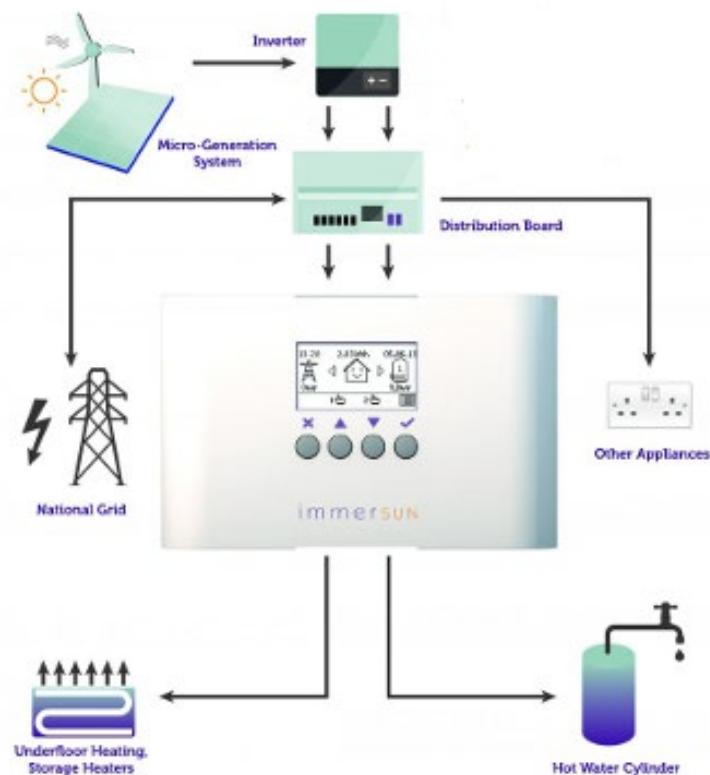 Inverter
Micro-Generation
System
Distribution Board
National Grid
Other Appliances
immerSUN
Underfloor Heating,
Storage Heaters
Hot Water Cylinder